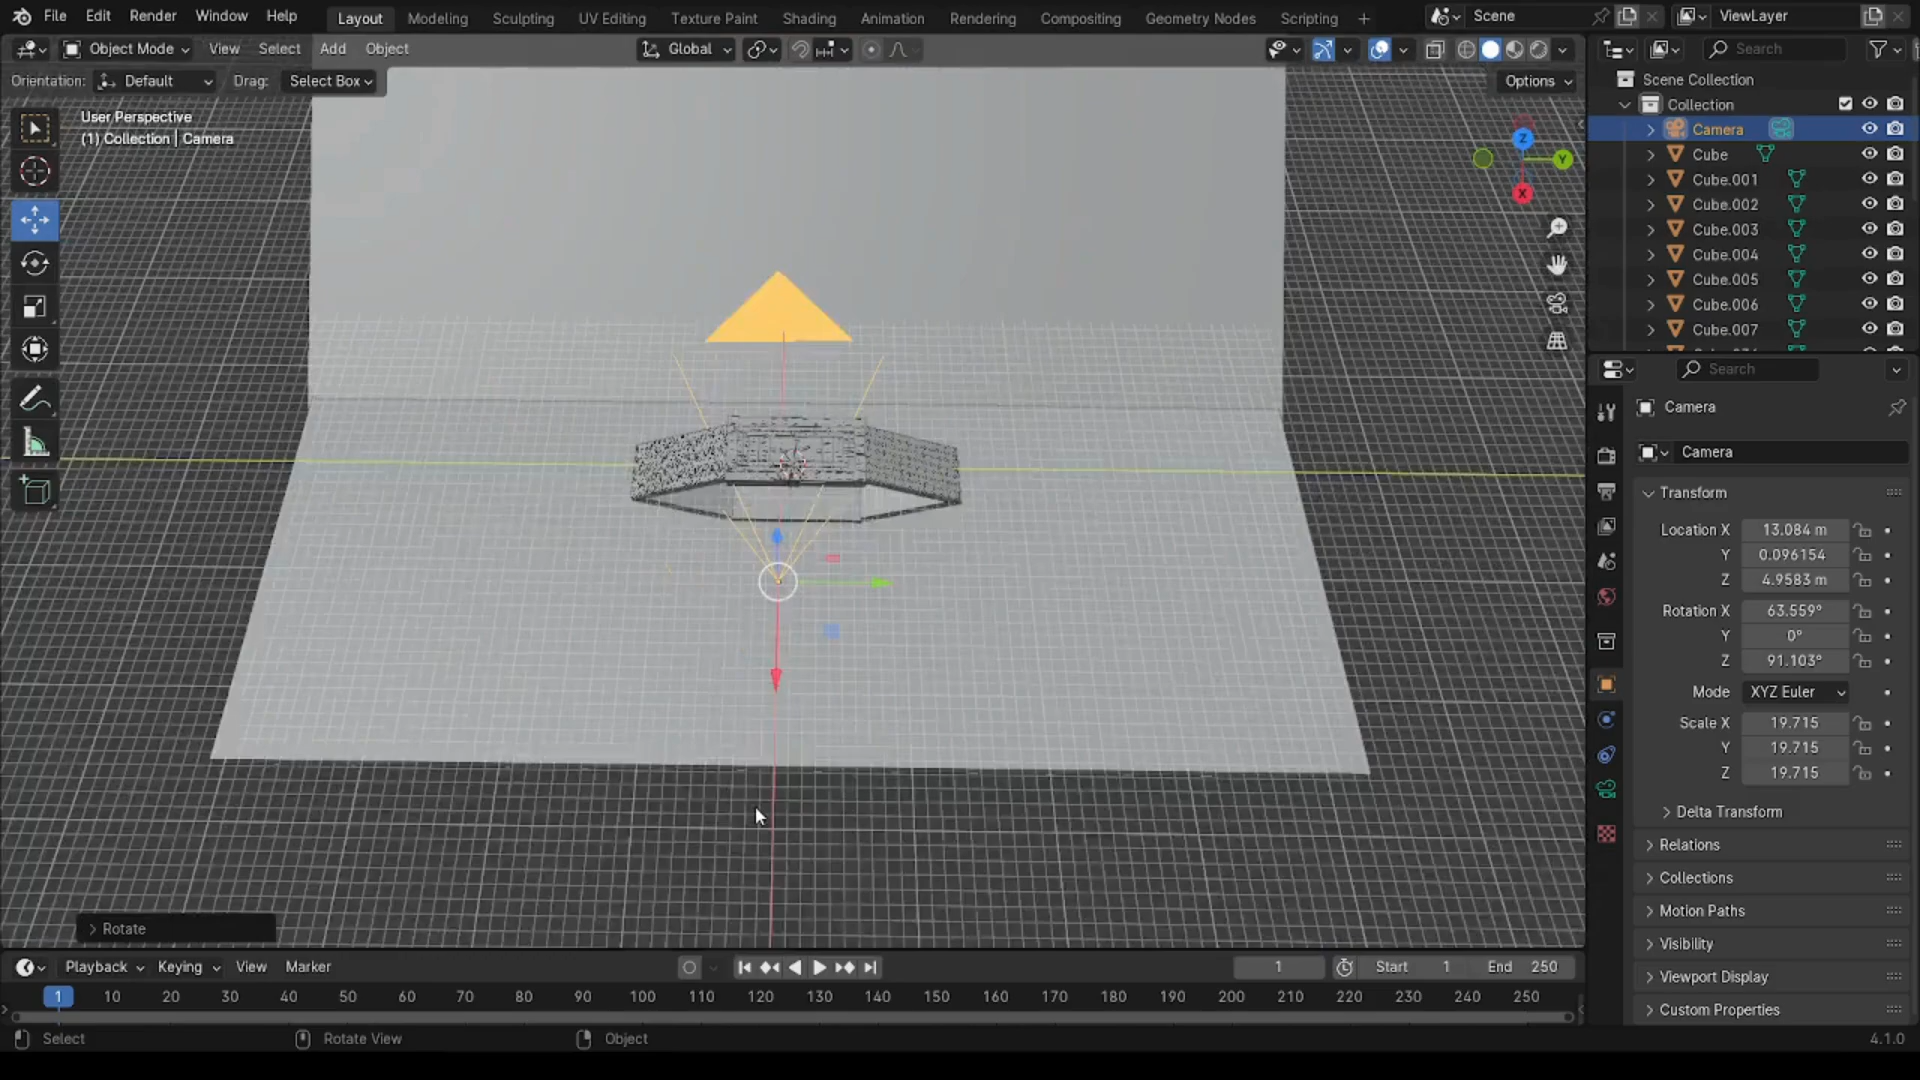 File Edit Render Window Help Layout Modeling Sculpting UV Editing Texture Paint Shading Animation Rendering Compositing Geometry Nodes Scripting + Scene ViewLayer
Object Mode View Select Add Object Global Search
Orientation: Default Drag: Select Box Options
User Perspective
(1) Collection | Camera
Z
Y
X
Scene Collection
Collection
Camera
Cube
Cube.001
Cube.002
Cube.003
Cube.004
Cube.005
Cube.006
Cube.007
Search
Camera
Camera
Transform
Location X 13.084 m
Y 0.096154
Z 4.9583 m
Rotation X 63.559°
Y 0°
Z 91.103°
Mode XYZ Euler
Scale X 19.715
Y 19.715
Z 19.715
Delta Transform
Relations
Collections
Motion Paths
Visibility
Viewport Display
Custom Properties
Rotate
Playback Keying View Marker 1 Start 1 End 250
1 10 20 30 40 50 60 70 80 90 100 110 120 130 140 150 160 170 180 190 200 210 220 230 240 250
Select Rotate View Object 4.1.0